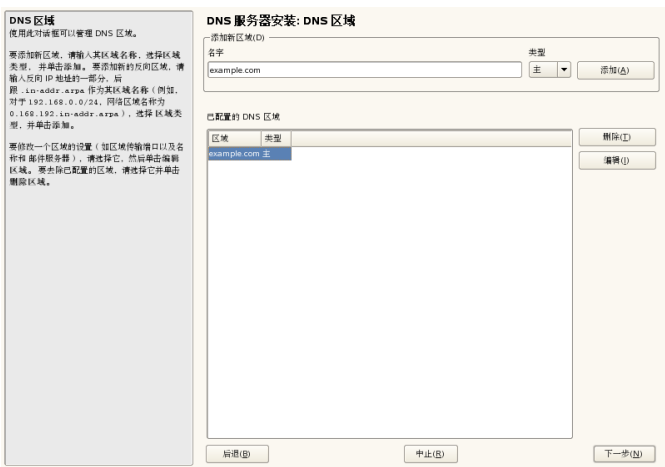 DNS 区域
使用此对话框可以管理 DNS 区域。
要添加新区域，请输入其区域名称，选择区域
类型， 并单击添加。 要添加新的反向区域，请
输入反向 IP 地址的一部分，后
跟 .in-addr.arpa 作为其区域名称（例如，
对于 192.168.0.0/24，网络区域名称为
0.168.192.in-addr.arpa），选择 区域类
型，并单击添加。
要修改一个区域的设置（如区域传输端口以及名
称和 邮件服务器），请选择它，然后单击编辑
区域。 要去除已配置的区域，请选择它并单击
删除区域。
DNS 服务器安装: DNS 区域
添加新区域(D)
名字 类型
example.com 主 添加(A)
已配置的 DNS 区域
区域 类型 删除(T)
example.com 主 编辑(I)
后退(B) 中止(R) 下一步(N)